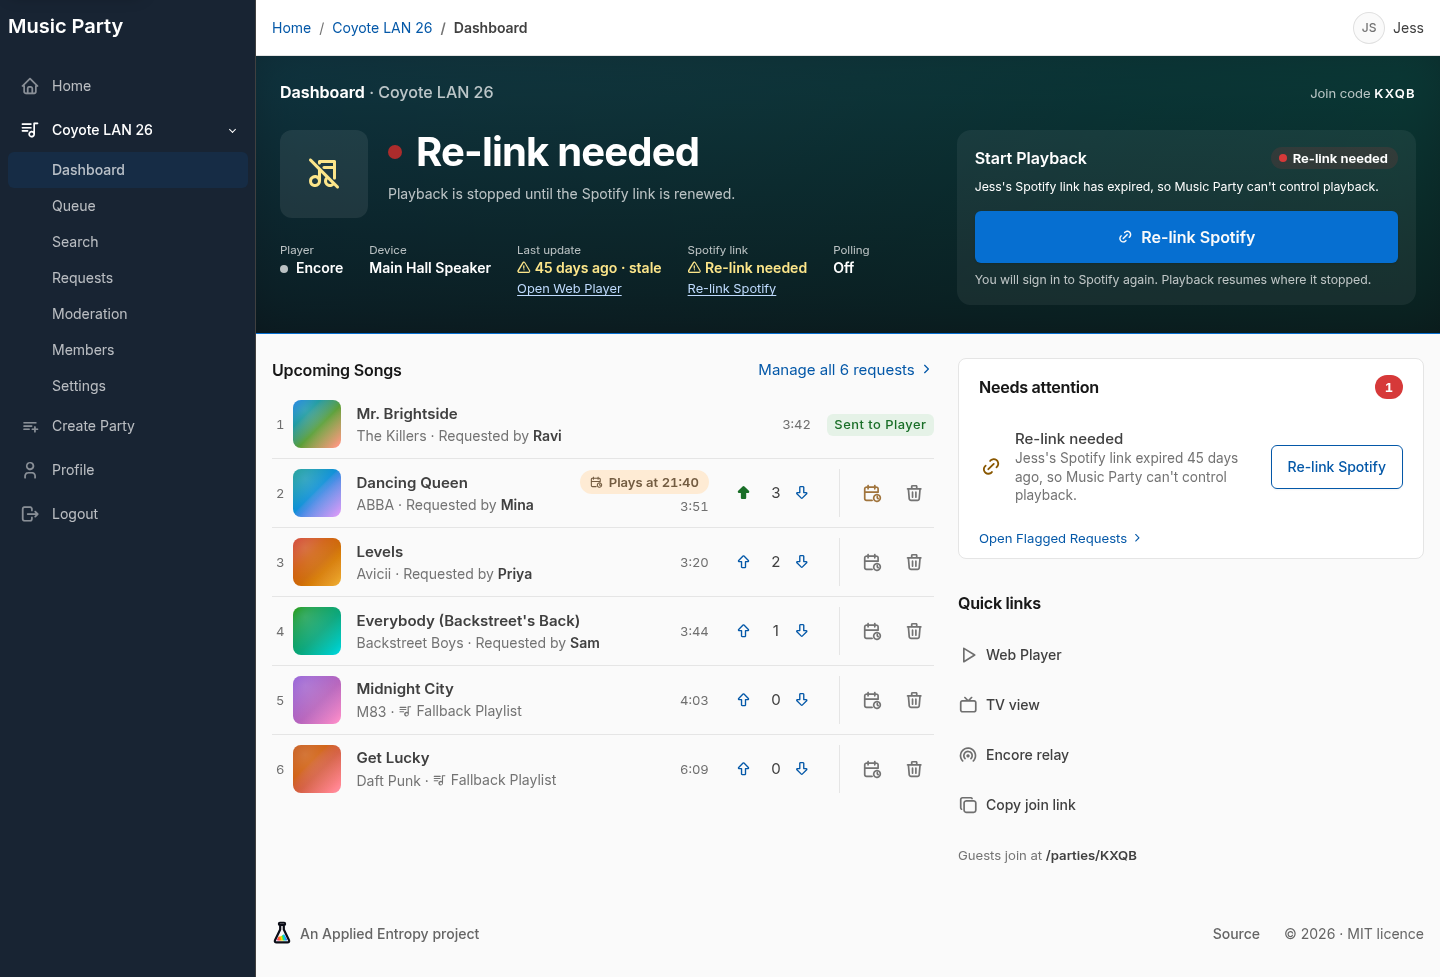 Music Party
Home
Coyote LAN 26
Dashboard
Queue
Search
Requests
Moderation
Members
Settings
Create Party
Profile
Logout
Home / Coyote LAN 26 / Dashboard
JS Jess
Dashboard · Coyote LAN 26
Join code KXQB
Re-link needed
Playback is stopped until the Spotify link is renewed.
Player
Encore
Device
Main Hall Speaker
Last update
45 days ago · stale
Open Web Player
Spotify link
Re-link needed
Re-link Spotify
Polling
Off
Start Playback
Re-link needed
Jess's Spotify link has expired, so Music Party can't control playback.
Re-link Spotify
You will sign in to Spotify again. Playback resumes where it stopped.
Upcoming Songs
Manage all 6 requests
1
Mr. Brightside
The Killers · Requested by Ravi
3:42
Sent to Player
2
Dancing Queen
ABBA · Requested by Mina
Plays at 21:40
3:51
3
3
Levels
Avicii · Requested by Priya
3:20
2
4
Everybody (Backstreet's Back)
Backstreet Boys · Requested by Sam
3:44
1
5
Midnight City
M83 · Fallback Playlist
4:03
0
6
Get Lucky
Daft Punk · Fallback Playlist
6:09
0
Needs attention
1
Re-link needed
Jess's Spotify link expired 45 days
ago, so Music Party can't control
playback.
Re-link Spotify
Open Flagged Requests
Quick links
Web Player
TV view
Encore relay
Copy join link
Guests join at /parties/KXQB
An Applied Entropy project
Source
© 2026 · MIT licence